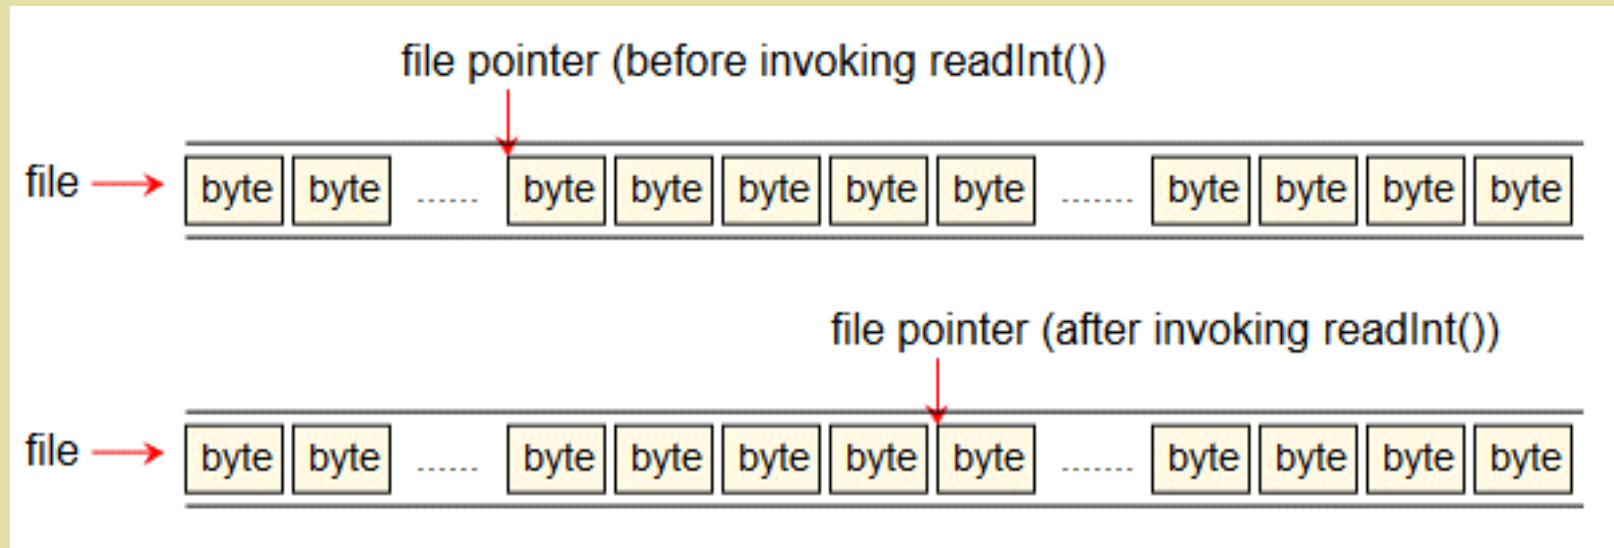 file pointer (before invoking readInt())
file byte byte ...... byte byte byte byte byte ....... byte byte byte byte
file pointer (after invoking readInt())
file byte byte ...... byte byte byte byte byte ....... byte byte byte byte